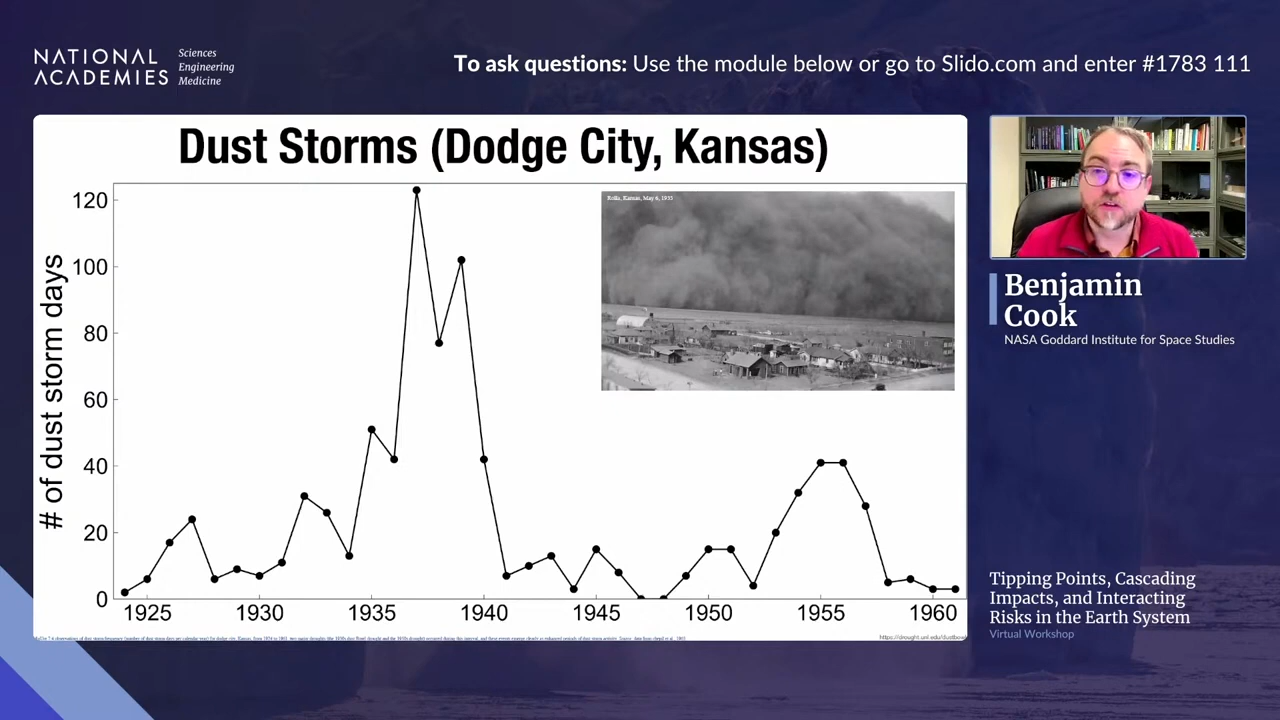 NATIONAL
ACADEMIES
Sciences
Engineering
Medicine
To ask questions: Use the module below or go to Slido.com and enter #1783 111
Dust Storms (Dodge City, Kansas)
# of dust storm days
120
100
80
60
40
20
0
1925 1930 1935 1940 1945 1950 1955 1960
Rolla, Kansas, May 6, 1935
https://drought.unl.edu/dustbowl
Benjamin
Cook
NASA Goddard Institute for Space Studies
Tipping Points, Cascading
Impacts, and Interacting
Risks in the Earth System
Virtual Workshop